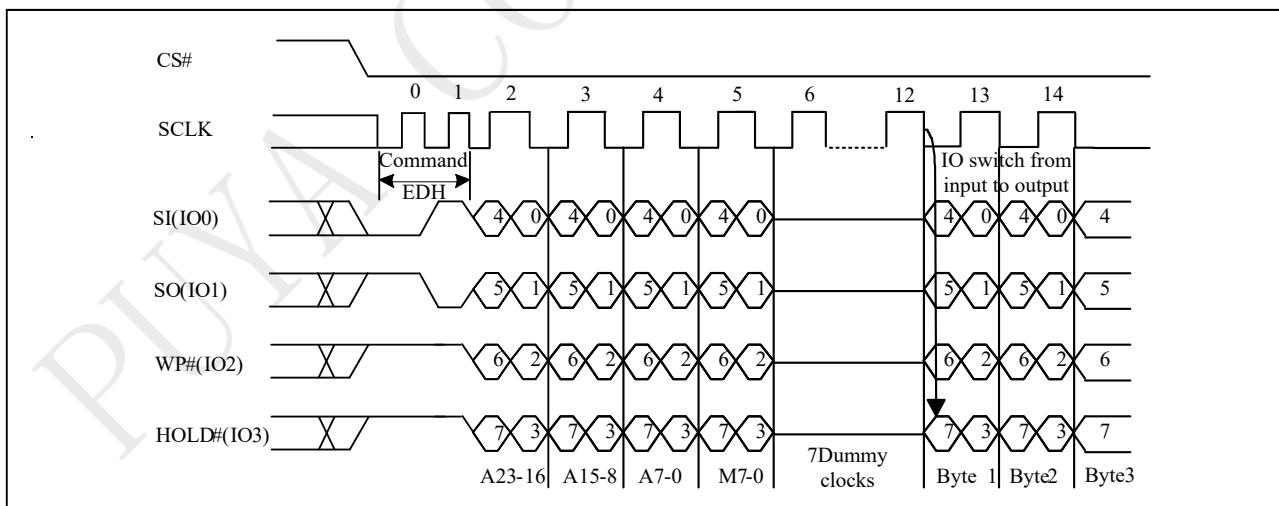 CS#
0 1 2 3 4 5 6 12 13 14
SCLK
Command
EDH
IO switch from
input to output
SI(IO0) 4 0 4 0 4 0 4 0 4 0 4 0 4
SO(IO1) 5 1 5 1 5 1 5 1 5 1 5 1 5
WP#(IO2) 6 2 6 2 6 2 6 2 6 2 6 2 6
HOLD#(IO3) 7 3 7 3 7 3 7 3 7 3 7 3 7
A23-16 A15-8 A7-0 M7-0 7Dummy Byte 1 Byte2 Byte3
clocks
PUYA CO